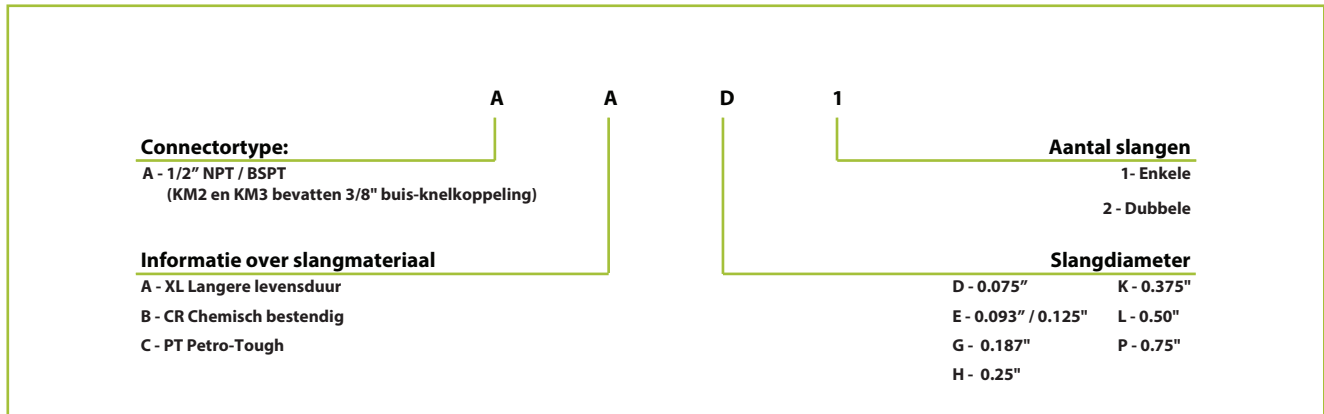 A A D 1
Connectortype:
A - 1/2” NPT / BSPT
(KM2 en KM3 bevatten 3/8" buis-knelkoppeling)
Aantal slangen
1- Enkele
2 - Dubbele
Informatie over slangmateriaal
A - XL Langere levensduur
B - CR Chemisch bestendig
C - PT Petro-Tough
Slangdiameter
D - 0.075” K - 0.375"
E - 0.093” / 0.125" L - 0.50"
G - 0.187" P - 0.75"
H - 0.25"